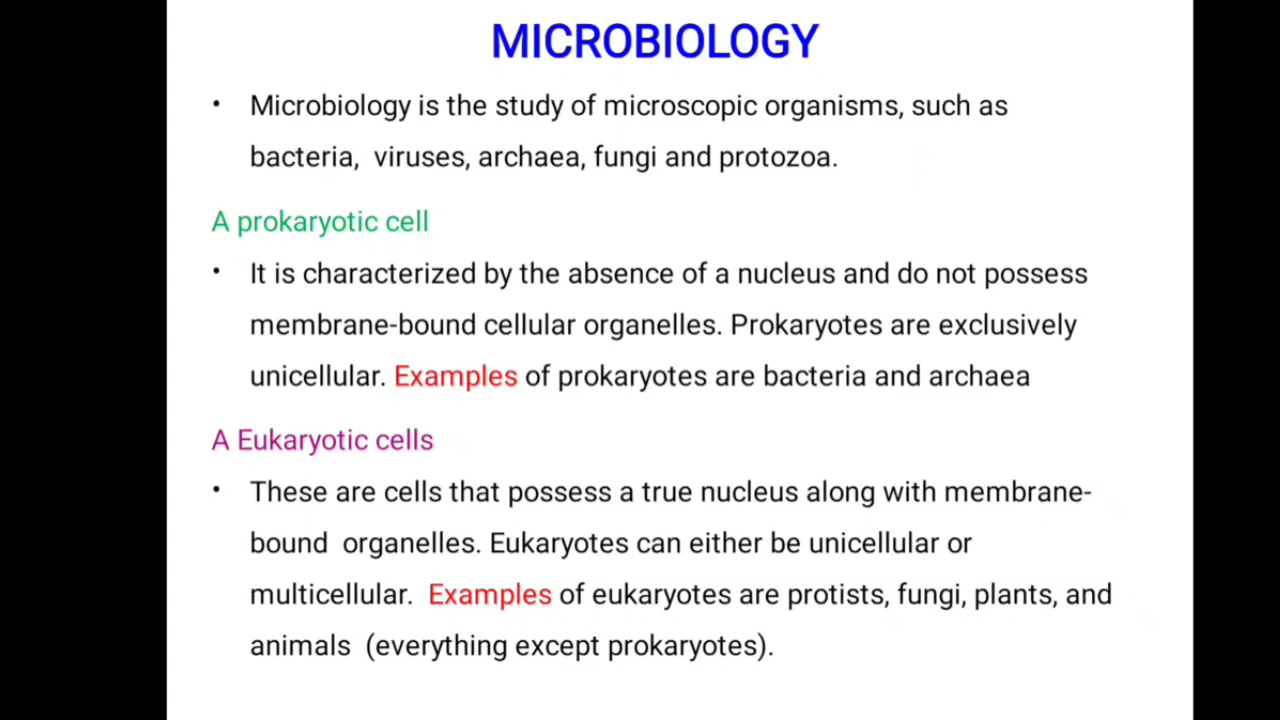 MICROBIOLOGY
• Microbiology is the study of microscopic organisms, such as
bacteria,  viruses, archaea, fungi and protozoa.
A prokaryotic cell
• It is characterized by the absence of a nucleus and do not possess
membrane-bound cellular organelles. Prokaryotes are exclusively
unicellular. Examples of prokaryotes are bacteria and archaea
A Eukaryotic cells
• These are cells that possess a true nucleus along with membrane-
bound  organelles. Eukaryotes can either be unicellular or
multicellular.  Examples of eukaryotes are protists, fungi, plants, and
animals  (everything except prokaryotes).